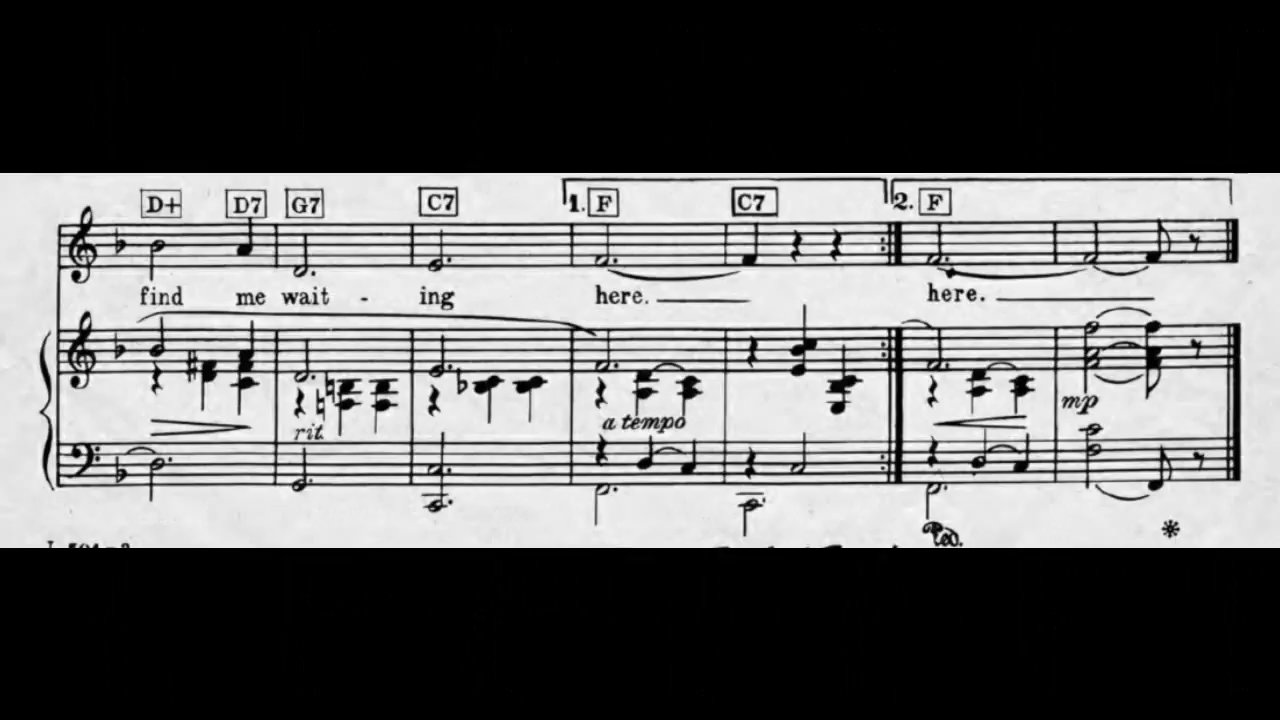 D+ D7 G7 C7 1. F C7 2. F
find me wait - ing here. here.
rit. a tempo mp
Ped.